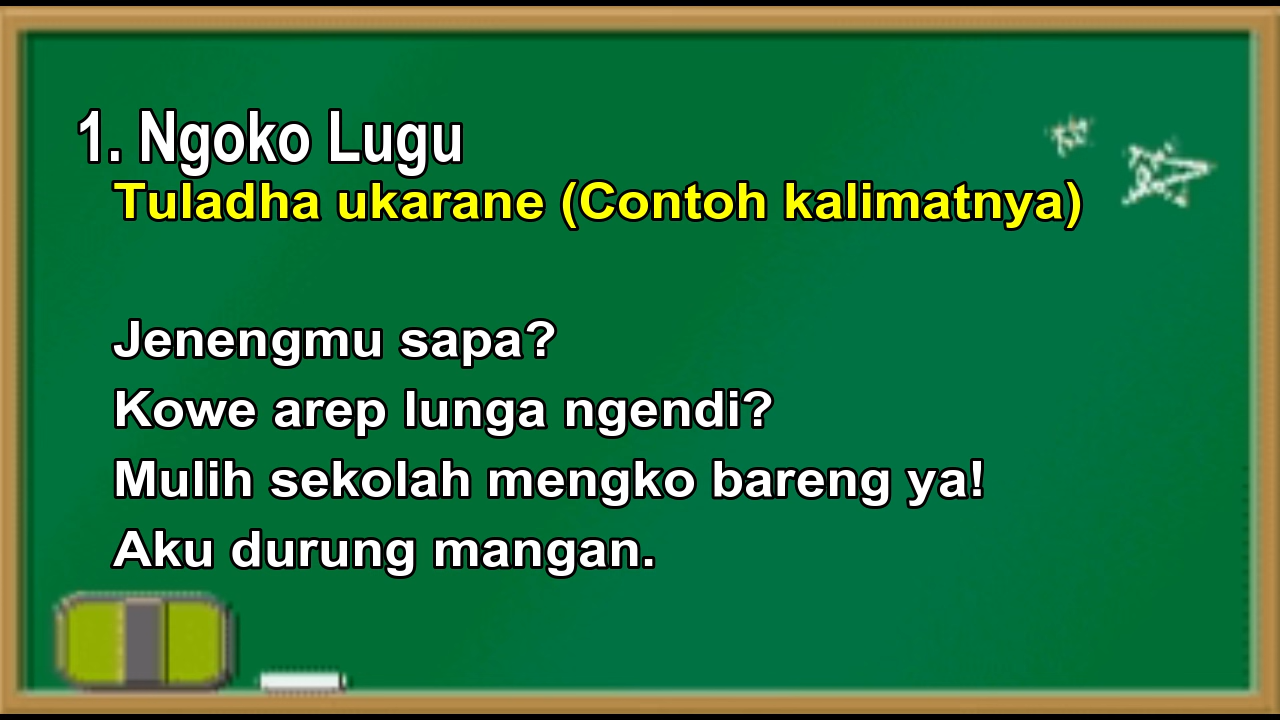 1. Ngoko Lugu
Tuladha ukarane (Contoh kalimatnya)
Jenengmu sapa?
Kowe arep lunga ngendi?
Mulih sekolah mengko bareng ya!
Aku durung mangan.